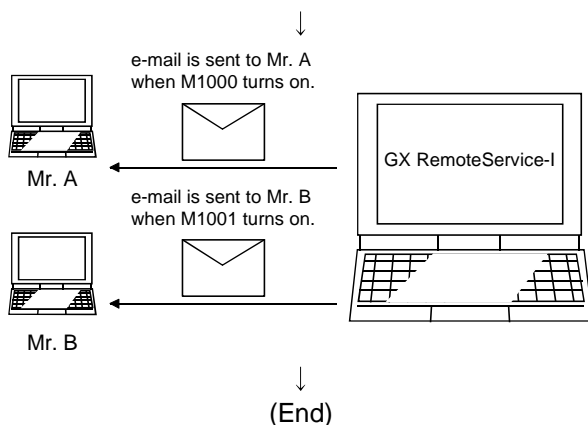 ↓
e-mail is sent to Mr. A
when M1000 turns on.
GX RemoteService-I
Mr. A
e-mail is sent to Mr. B
when M1001 turns on.
Mr. B
↓
(End)